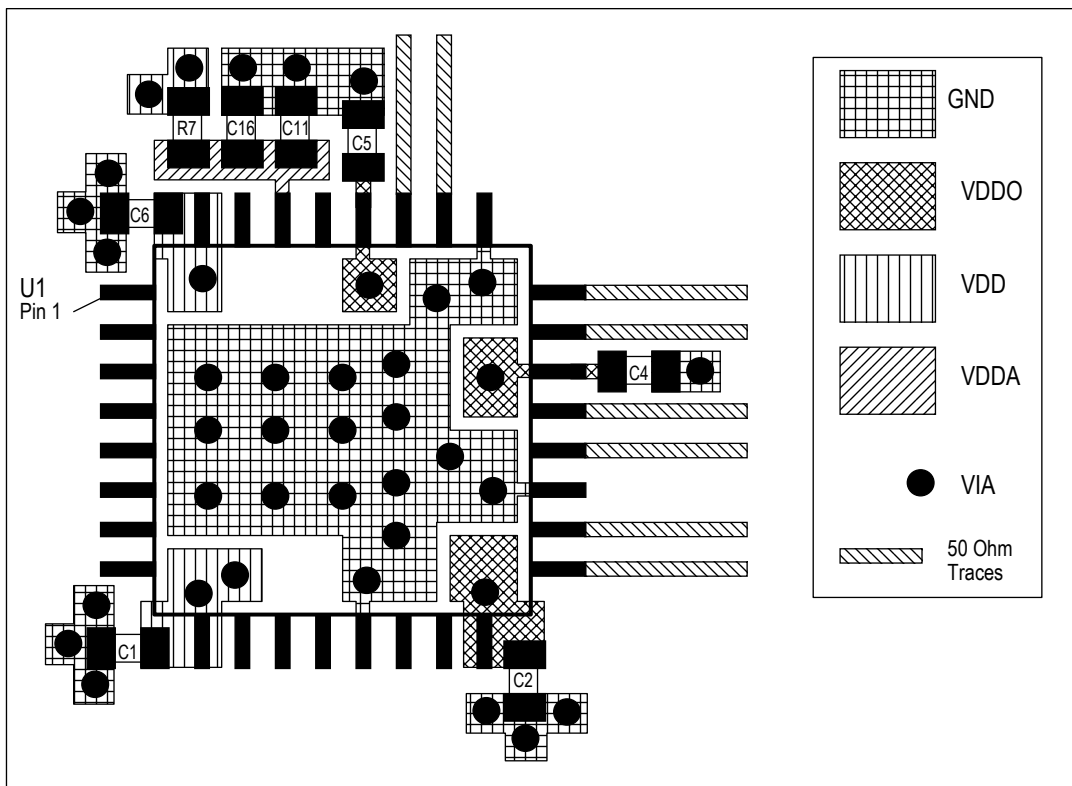 R7
C16
C11
C5
C6
U1
Pin 1
C4
C1
C2
GND
VDDO
VDD
VDDA
VIA
50 Ohm
Traces